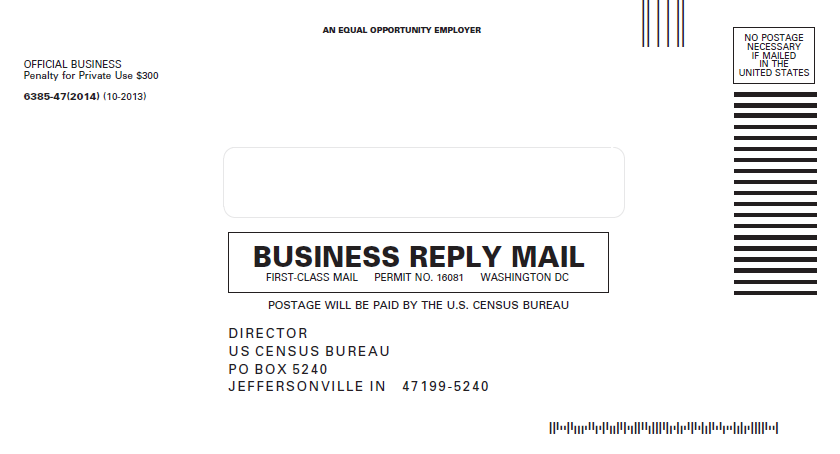 AN EQUAL OPPORTUNITY EMPLOYER
NO POSTAGE
NECESSARY
IF MAILED
IN THE
UNITED STATES
OFFICIAL BUSINESS
Penalty for Private Use $300
6385-47(2014) (10-2013)
BUSINESS REPLY MAIL
FIRST-CLASS MAIL PERMIT NO. 16081 WASHINGTON DC
POSTAGE WILL BE PAID BY THE U.S. CENSUS BUREAU
DIRECTOR
US CENSUS BUREAU
PO BOX 5240
JEFFERSONVILLE IN 47199-5240